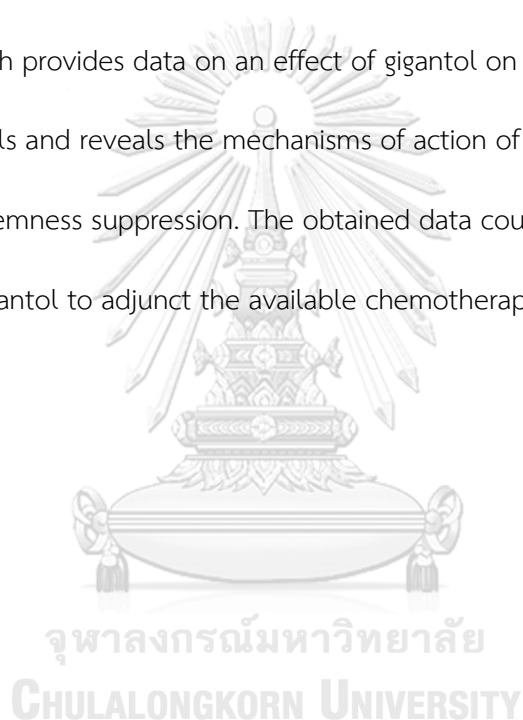 h provides data on an effect of gigantol on
ls and reveals the mechanisms of action of
emness suppression. The obtained data cou
antol to adjunct the available chemotherap
จุฬาลงกรณ์มหาวิทยาลัย
CHULALONGKORN UNIVERSITY